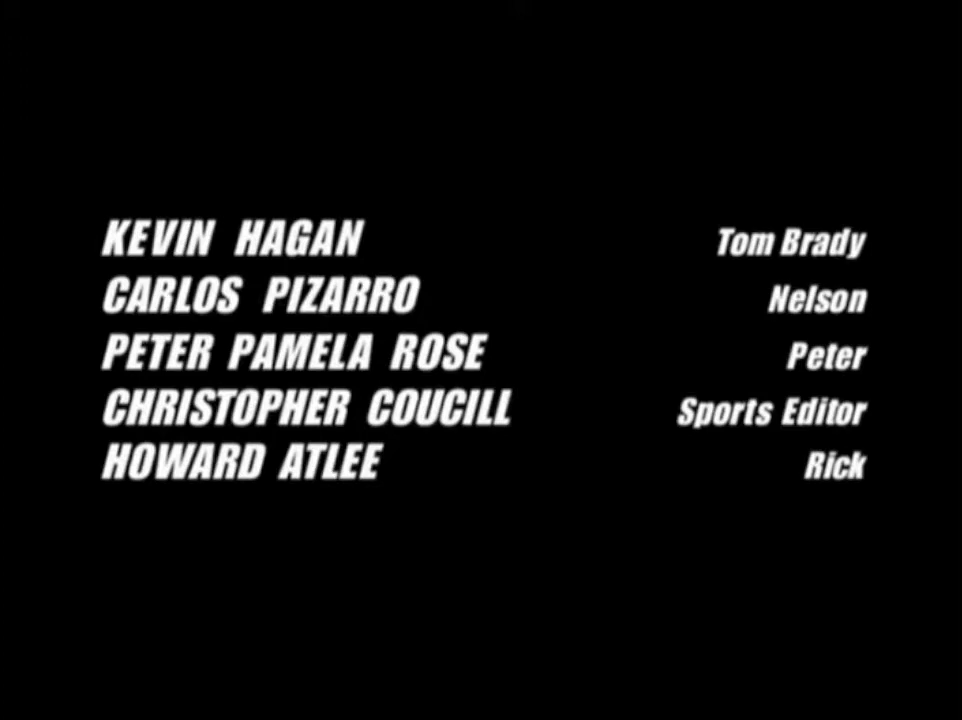 KEVIN HAGAN Tom Brady
CARLOS PIZARRO Nelson
PETER PAMELA ROSE Peter
CHRISTOPHER COUCILL Sports Editor
HOWARD ATLEE Rick